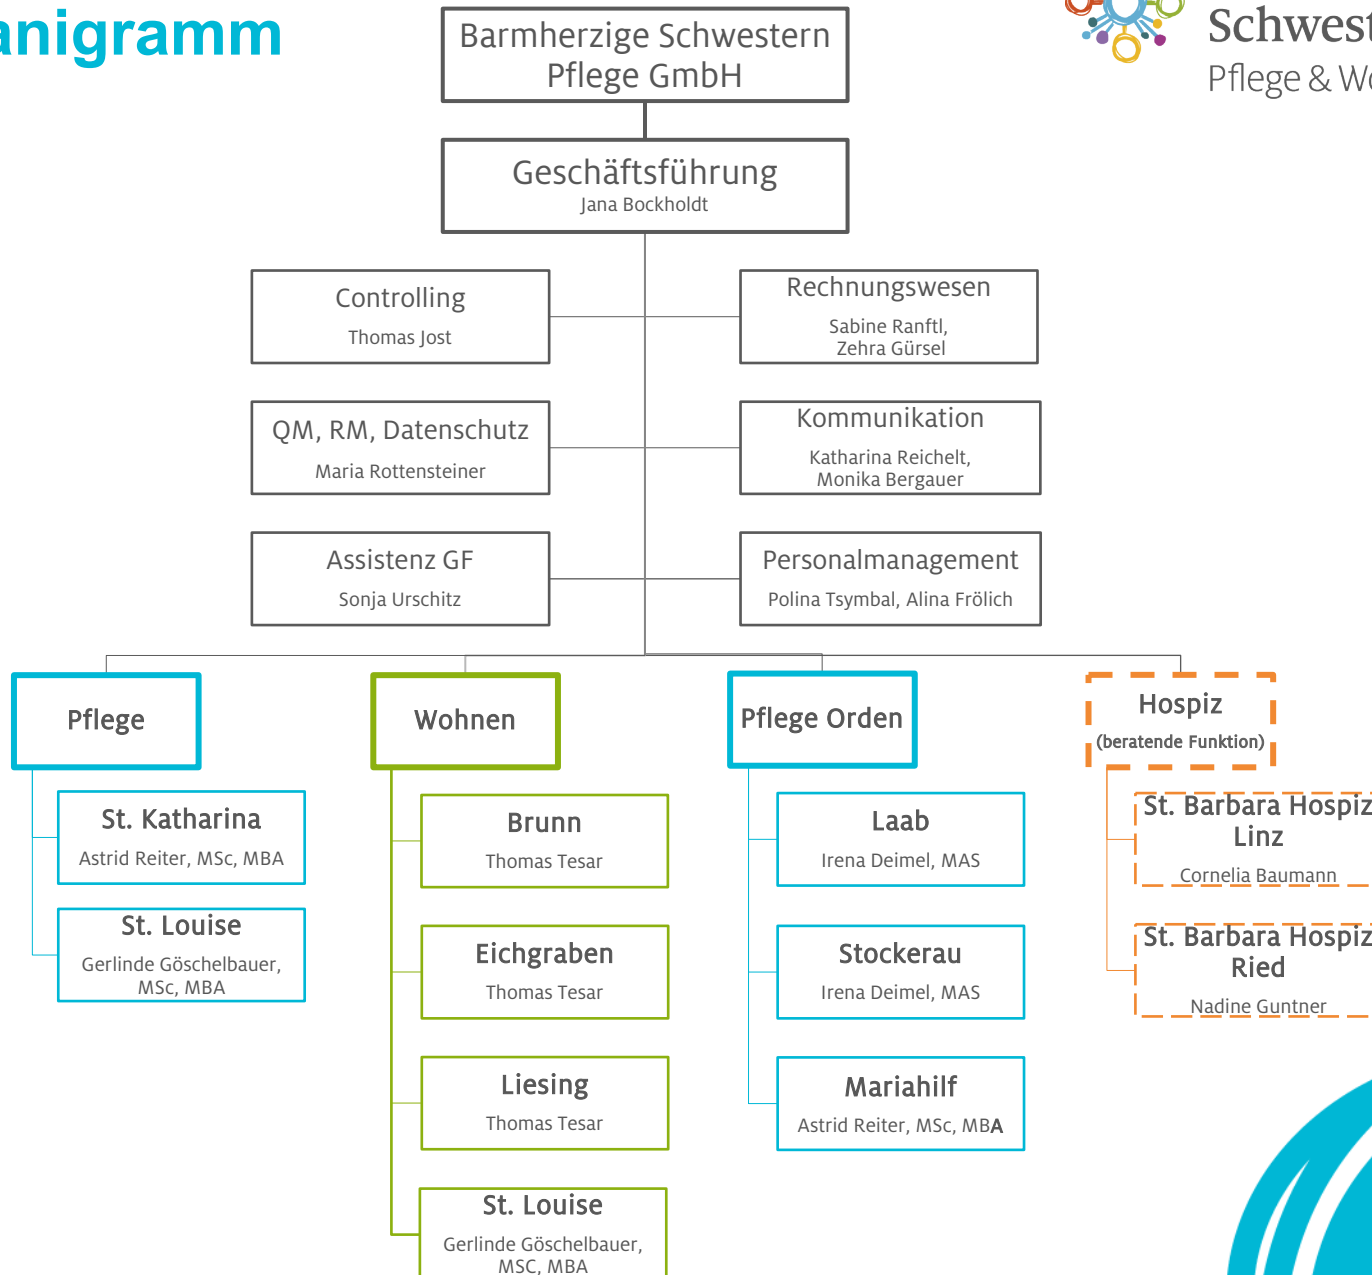 anigramm
Schwest
Pflege & Wo
Barmherzige Schwestern
Pflege GmbH
Geschäftsführung
Jana Bockholdt
Controlling
Thomas Jost
Rechnungswesen
Sabine Ranftl,
Zehra Gürsel
QM, RM, Datenschutz
Maria Rottensteiner
Kommunikation
Katharina Reichelt,
Monika Bergauer
Assistenz GF
Sonja Urschitz
Personalmanagement
Polina Tsymbal, Alina Frölich
Pflege
St. Katharina
Astrid Reiter, MSc, MBA
St. Louise
Gerlinde Göschelbauer,
MSc, MBA
Wohnen
Brunn
Thomas Tesar
Eichgraben
Thomas Tesar
Liesing
Thomas Tesar
St. Louise
Gerlinde Göschelbauer,
MSC, MBA
Pflege Orden
Laab
Irena Deimel, MAS
Stockerau
Irena Deimel, MAS
Mariahilf
Astrid Reiter, MSc, MBA
Hospiz
(beratende Funktion)
St. Barbara Hospiz
Linz
Cornelia Baumann
St. Barbara Hospiz
Ried
Nadine Guntner